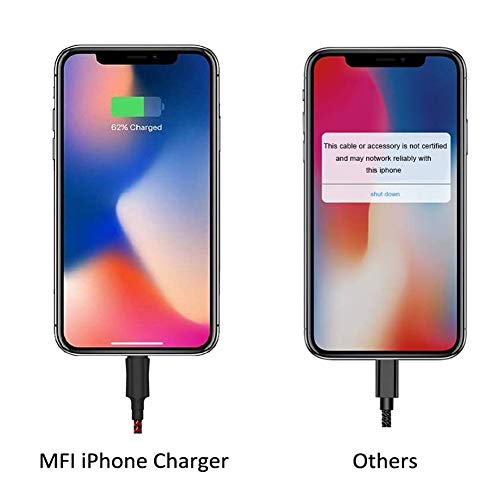 62% Charged
This cable or accessory is not certified
and may notwork reliably with
this iphone
shut down
MFI iPhone Charger
Others